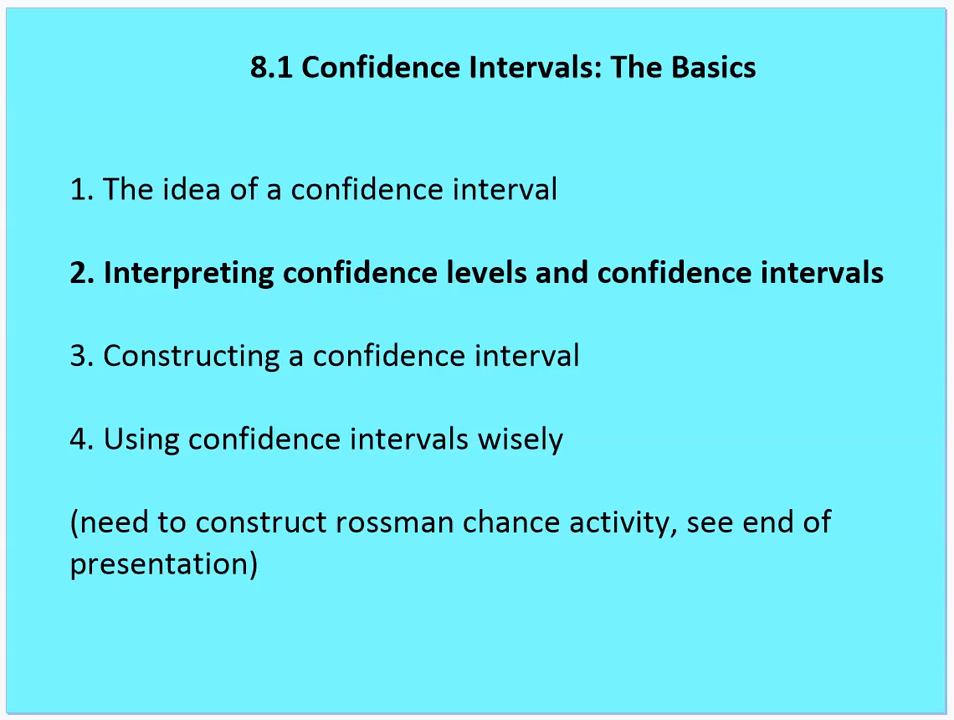 8.1 Confidence Intervals: The Basics
1. The idea of a confidence interval
2. Interpreting confidence levels and confidence intervals
3. Constructing a confidence interval
4. Using confidence intervals wisely
(need to construct rossman chance activity, see end of
presentation)